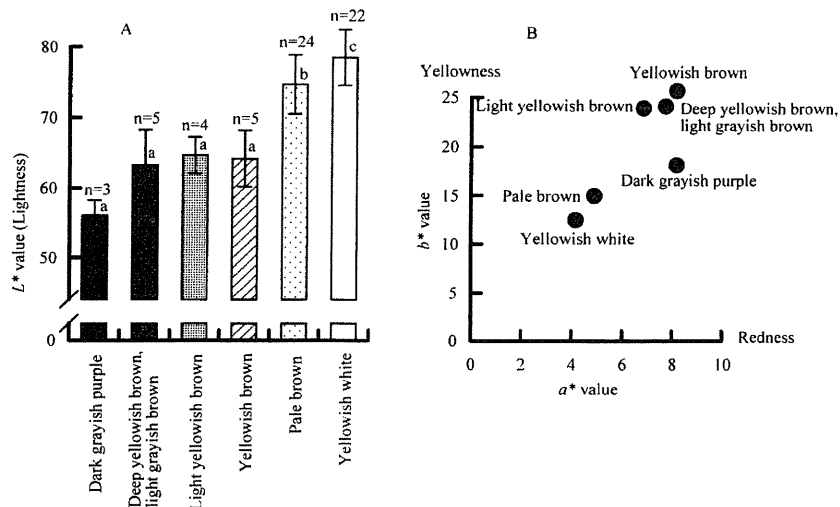 A
n=3
a
n=5
a
n=4
a
n=5
a
n=24
b
n=22
c
80
70
60
50
0
L* value (Lightness)
Dark grayish purple
Deep yellowish brown,
light grayish brown
Light yellowish brown
Yellowish brown
Pale brown
Yellowish white
B
Yellowness
25
20
15
10
5
0
b* value
Yellowish brown
Light yellowish brown
Deep yellowish brown,
light grayish brown
Dark grayish purple
Pale brown
Yellowish white
Redness
0
2
4
6
8
10
a* value